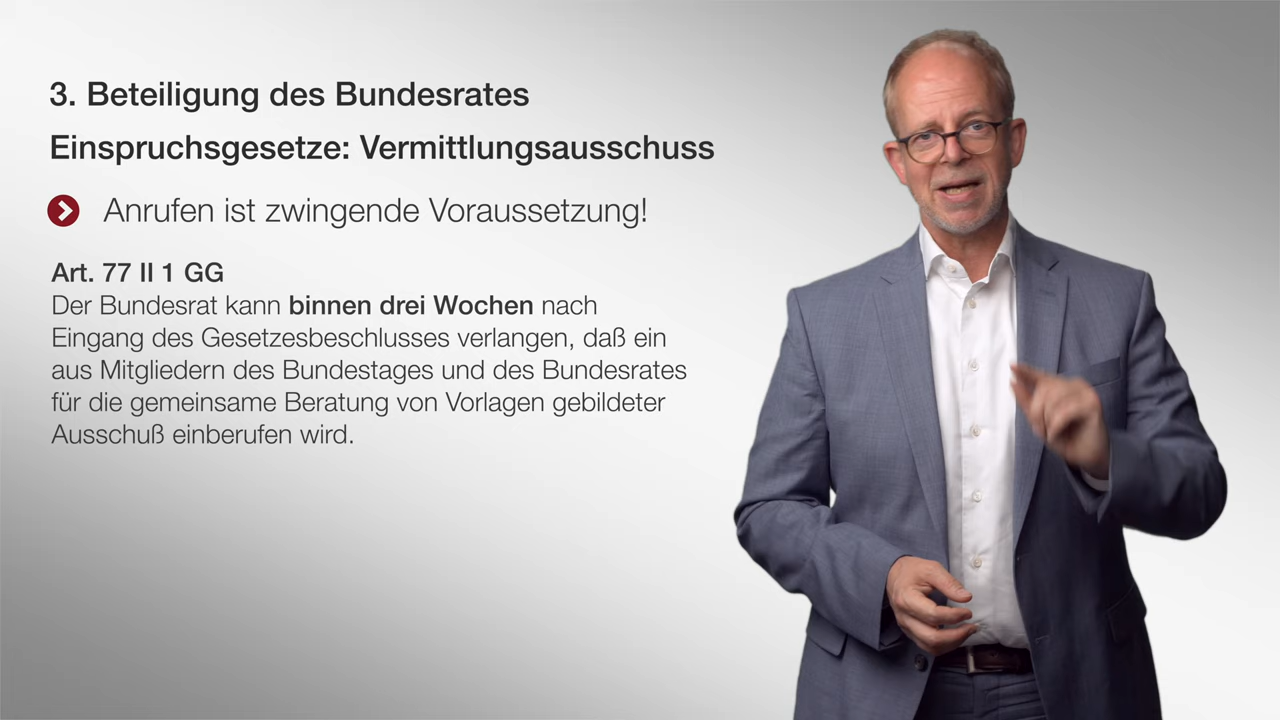 3. Beteiligung des Bundesrates
Einspruchsgesetze: Vermittlungsausschuss
Anrufen ist zwingende Voraussetzung!
Art. 77 II 1 GG
Der Bundesrat kann binnen drei Wochen nach
Eingang des Gesetzesbeschlusses verlangen, daß ein
aus Mitgliedern des Bundestages und des Bundesrates
für die gemeinsame Beratung von Vorlagen gebildeter
Ausschuß einberufen wird.